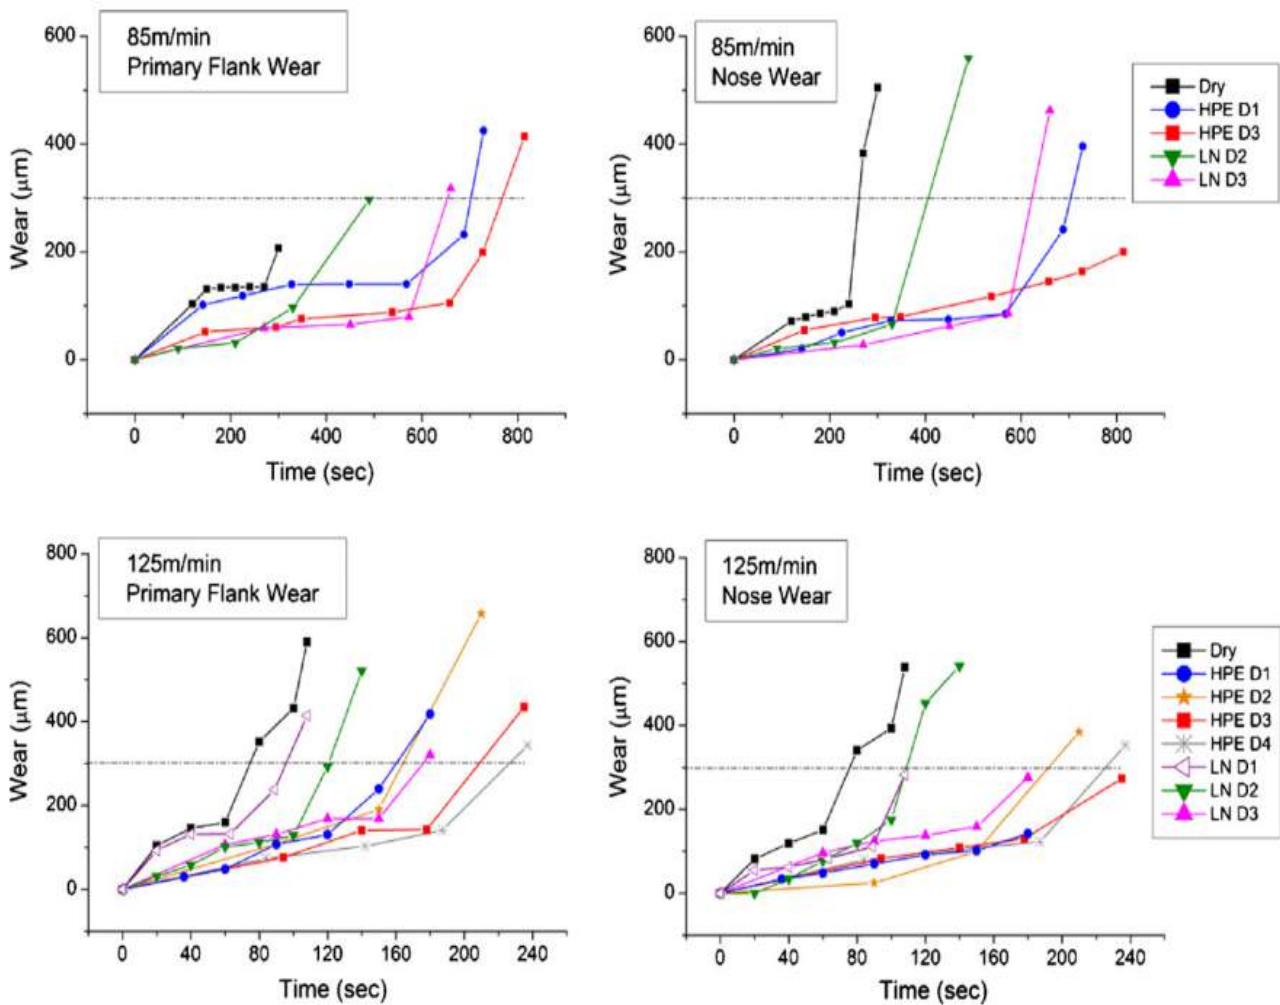 85m/min
Primary Flank Wear
600
400
200
0
Wear (μm)
0 200 400 600 800
Time (sec)
85m/min
Nose Wear
600
400
200
0
Wear (μm)
0 200 400 600 800
Time (sec)
Dry
HPE D1
HPE D3
LN D2
LN D3
125m/min
Primary Flank Wear
800
600
400
200
0
Wear (μm)
0 40 80 120 160 200 240
Time (sec)
125m/min
Nose Wear
800
600
400
200
0
Wear (μm)
0 40 80 120 160 200 240
Time (sec)
Dry
HPE D1
HPE D2
HPE D3
HPE D4
LN D1
LN D2
LN D3